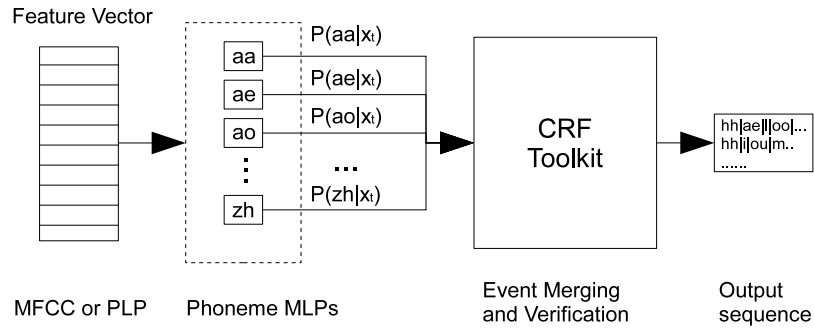 Feature Vector
aa
ae
ao
zh
P(aa|xt)
P(ae|xt)
P(ao|xt)
...
P(zh|xt)
CRF
Toolkit
hh|ae|l|oo|...
hh|i|ou|m..
......
MFCC or PLP
Phoneme MLPs
Event Merging
and Verification
Output
sequence